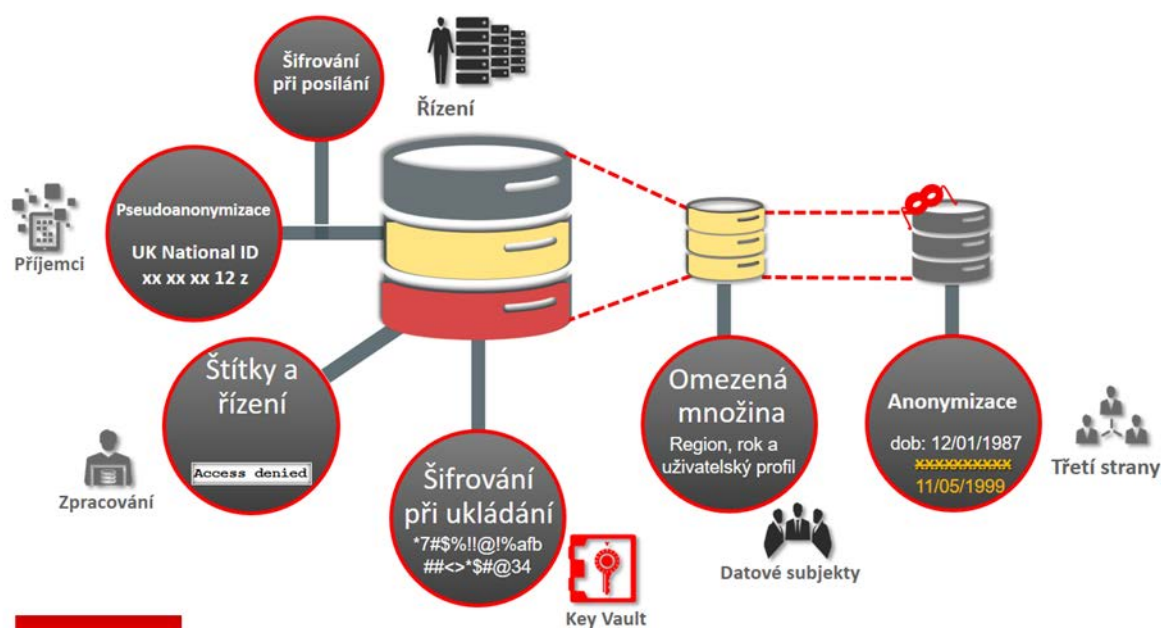 Šifrování
při posílání
Řízení
Pseudoanonymizace
UK National ID
xx xx xx 12 z
Příjemci
Štítky a
řízení
Access denied
Zpracování
Šifrování
při ukládání
*7#$%!!@!%afb
##<>*$#@34
Key Vault
Omezená
množina
Region, rok a
uživatelský profil
Datové subjekty
Anonymizace
dob: 12/01/1987
xxxxxxxxxx
11/05/1999
Třetí strany